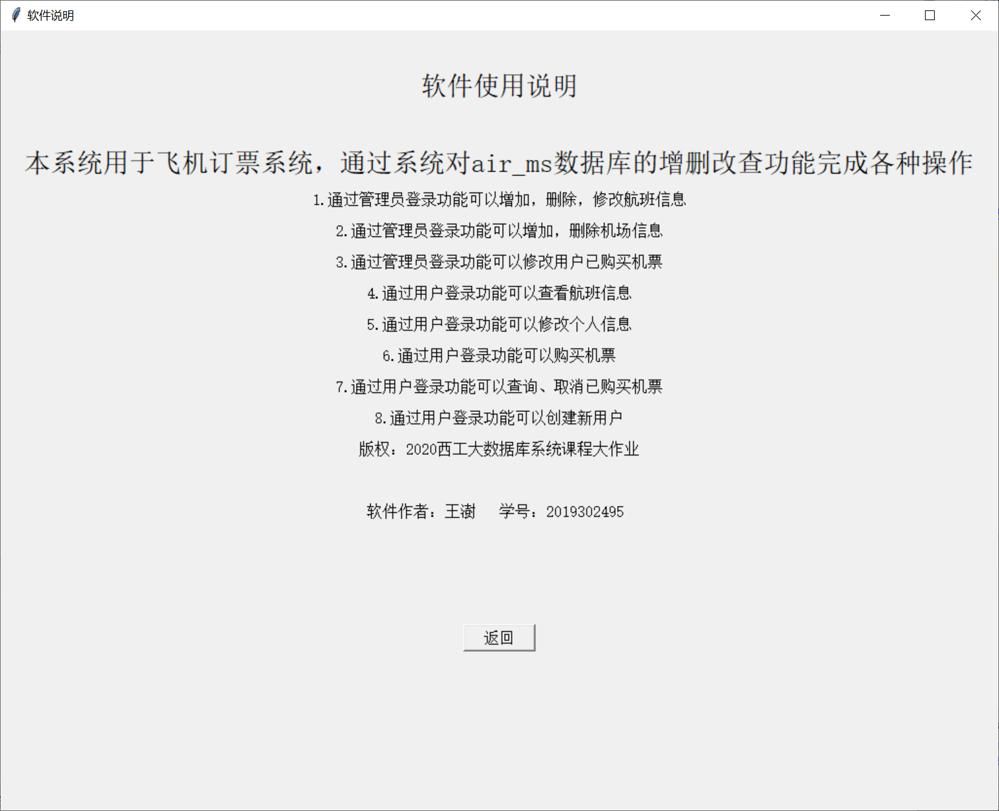 软件说明
软件使用说明
本系统用于飞机订票系统，通过系统对air_ms数据库的增删改查功能完成各种操作
1.通过管理员登录功能可以增加，删除，修改航班信息
2.通过管理员登录功能可以增加，删除机场信息
3.通过管理员登录功能可以修改用户已购买机票
4.通过用户登录功能可以查看航班信息
5.通过用户登录功能可以修改个人信息
6.通过用户登录功能可以购买机票
7.通过用户登录功能可以查询、取消已购买机票
8.通过用户登录功能可以创建新用户
版权：2020西工大数据库系统课程大作业
软件作者：王澍 学号：2019302495
返回